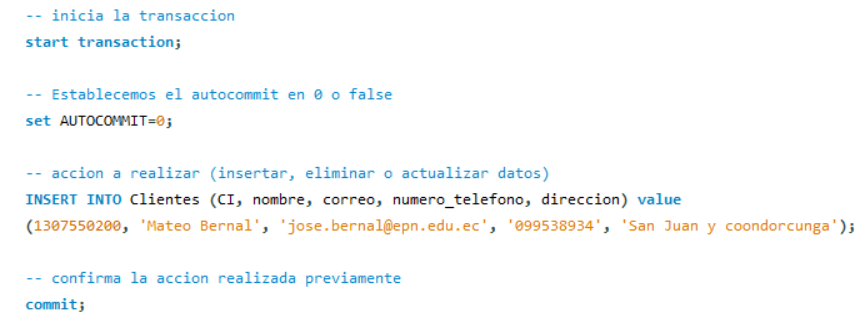 -- inicia la transaccion
start transaction;
-- Establecemos el autocommit en 0 o false
set AUTOCOMMIT=0;
-- accion a realizar (insertar, eliminar o actualizar datos)
INSERT INTO Clientes (CI, nombre, correo, numero_telefono, direccion) value
(1307550200, 'Mateo Bernal', 'jose.bernal@epn.edu.ec', '099538934', 'San Juan y coondorcunga');
-- confirma la accion realizada previamente
commit;